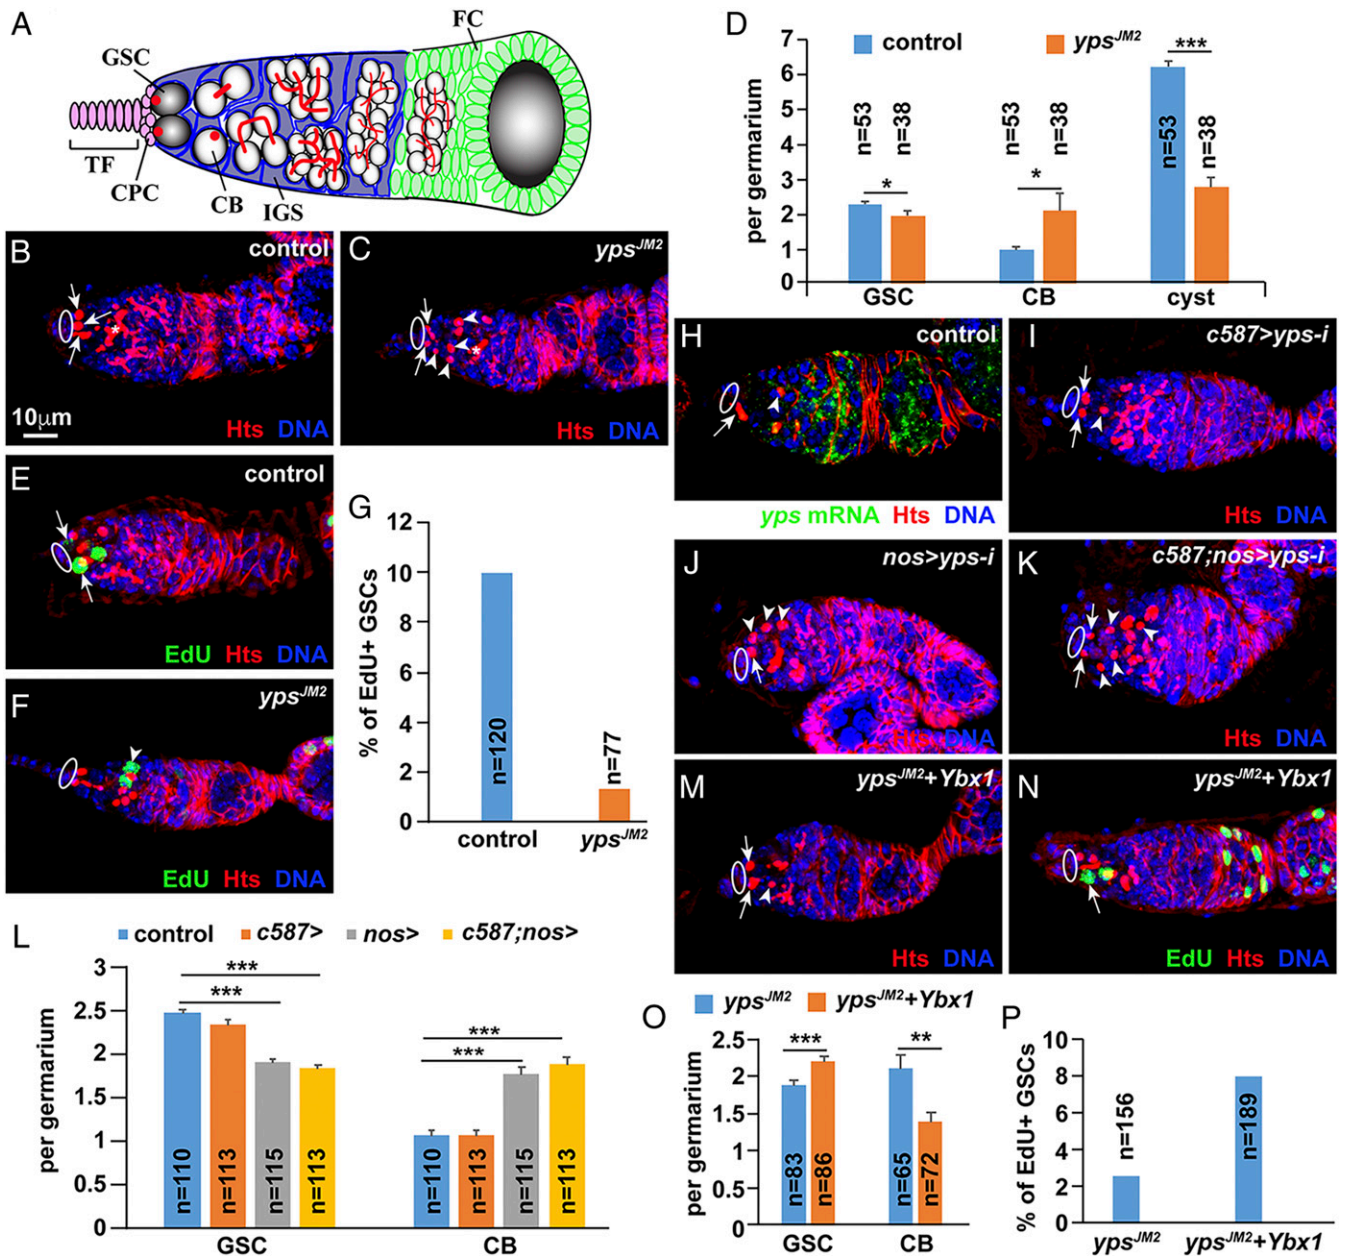 A
GSC
FC
TF
CPC
CB
IGS
D
control
yps^JM2
per germarium
7
6
5
4
3
2
1
0
n=53
n=38
*
n=53
n=38
*
***
n=53
n=38
GSC
CB
cyst
B
control
*
10µm
Hts DNA
C
yps^JM2
*
Hts DNA
E
control
EdU Hts DNA
F
yps^JM2
EdU Hts DNA
G
% of EdU+ GSCs
12
10
8
6
4
2
0
n=120
n=77
control
yps^JM2
H
control
yps mRNA Hts DNA
I
c587>yps-i
Hts DNA
J
nos>yps-i
Hts DNA
K
c587;nos>yps-i
Hts DNA
M
yps^JM2+Ybx1
Hts DNA
N
yps^JM2+Ybx1
EdU Hts DNA
L
control
c587>
nos>
c587;nos>
per germarium
3
2.5
2
1.5
1
0.5
0
***
***
***
***
n=110
n=113
n=115
n=113
n=110
n=113
n=115
n=113
GSC
CB
O
yps^JM2
yps^JM2+Ybx1
per germarium
2.5
2
1.5
1
0.5
0
***
**
n=83
n=86
n=65
n=72
GSC
CB
P
% of EdU+ GSCs
10
8
6
4
2
0
n=156
n=189
yps^JM2
yps^JM2+Ybx1